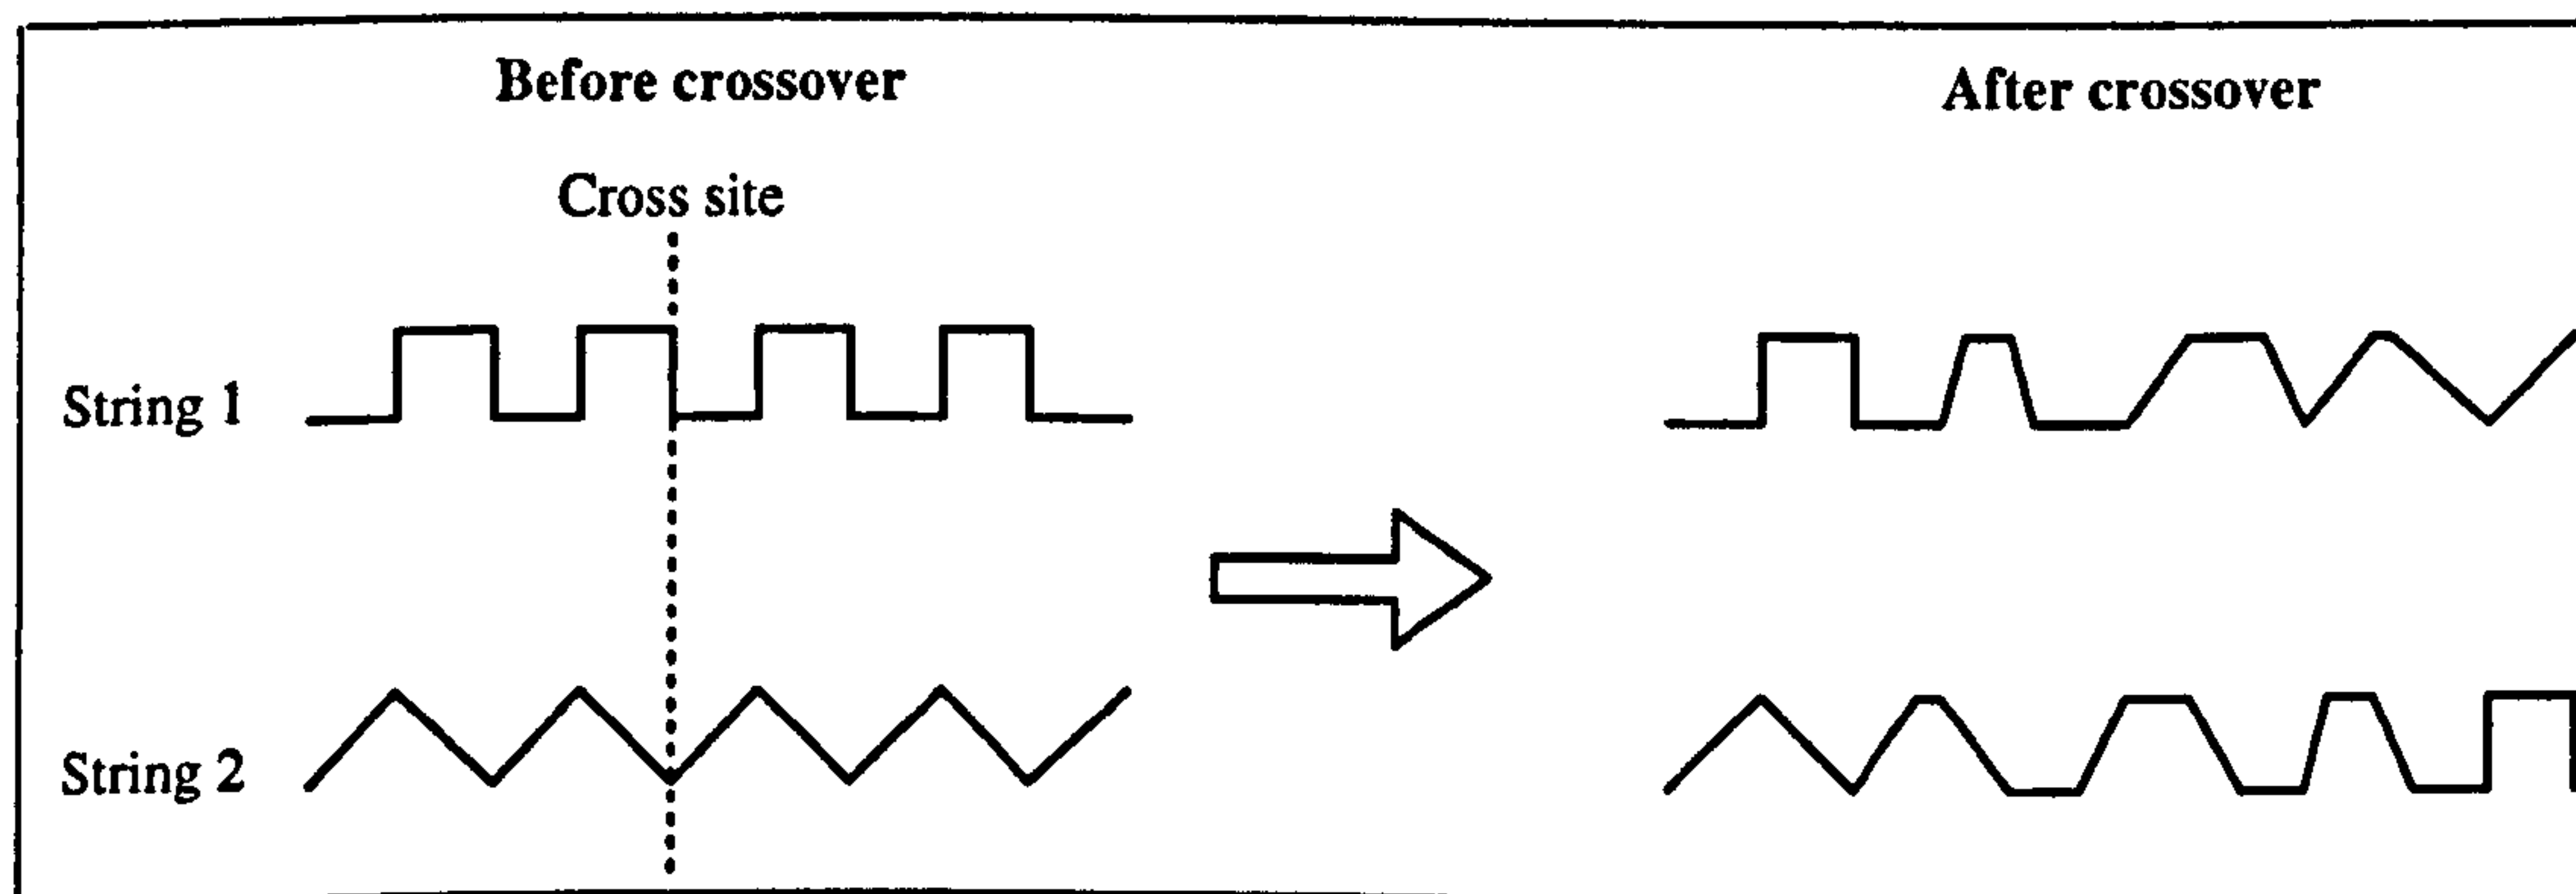 Before crossover
After crossover
Cross site
String 1
String 2